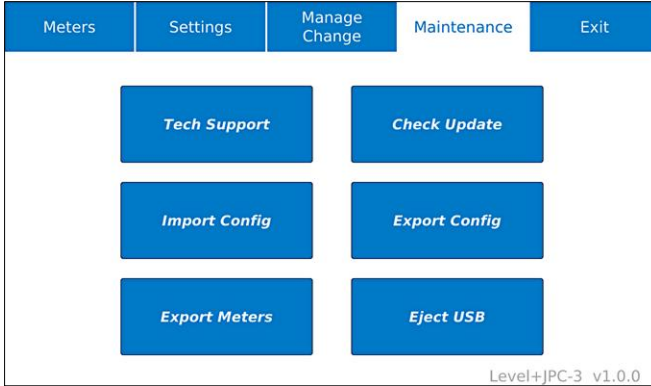 Meters
Settings
Manage
Change
Maintenance
Exit
Tech Support
Check Update
Import Config
Export Config
Export Meters
Eject USB
Level+JPC-3 v1.0.0